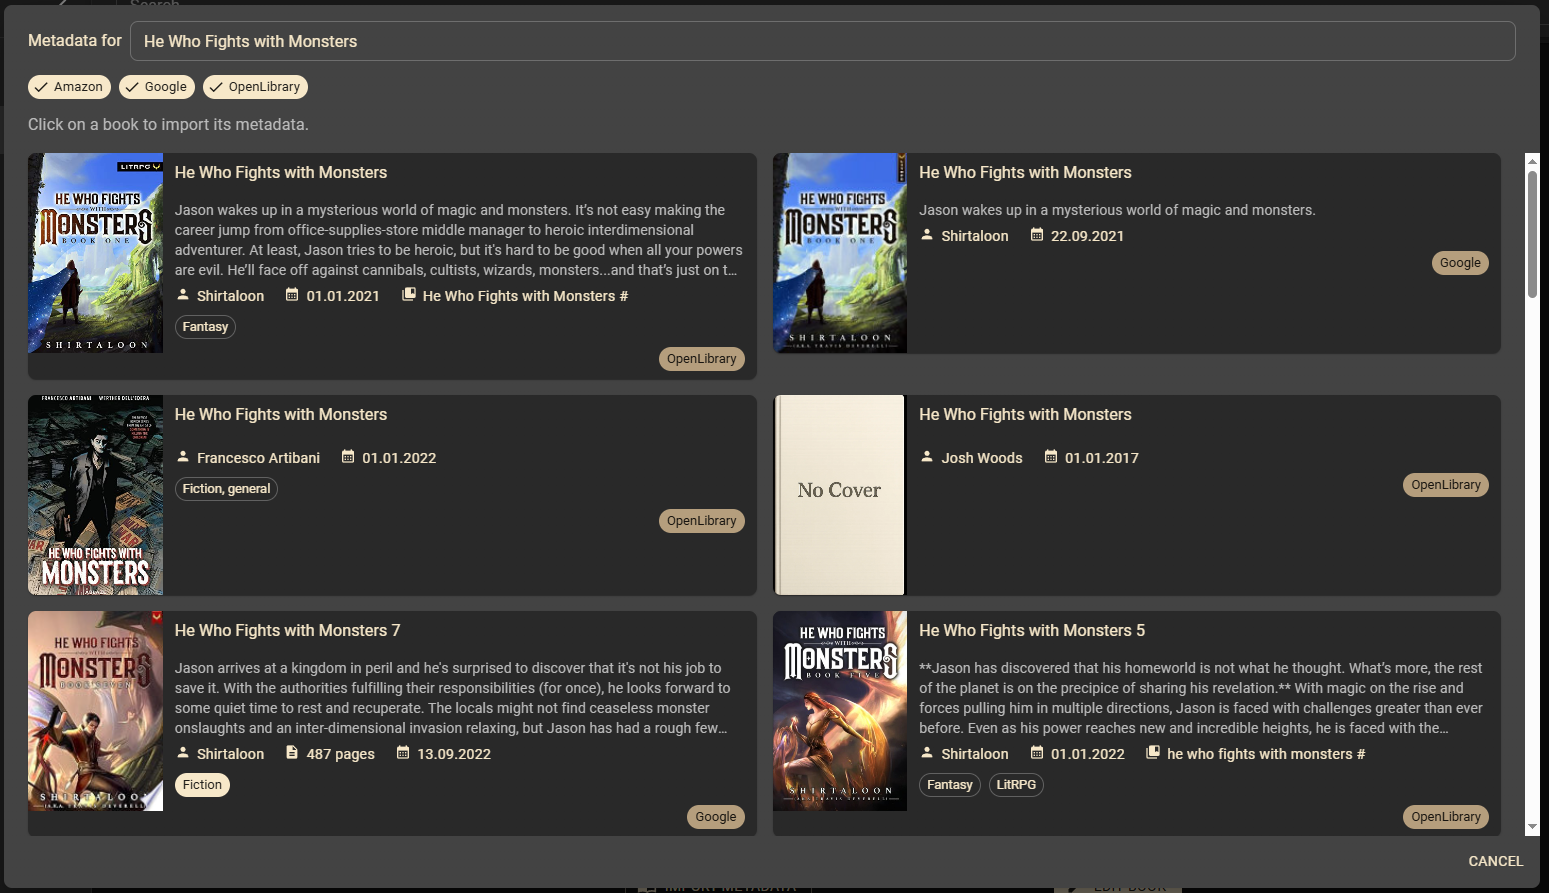 Search
Metadata for
He Who Fights with Monsters
Amazon
Google
OpenLibrary
Click on a book to import its metadata.
LITRPG
HE WHO FIGHTS
WITH
MONSTERS
BOOK ONE
SHIRTALOON
He Who Fights with Monsters
Jason wakes up in a mysterious world of magic and monsters. It’s not easy making the
career jump from office-supplies-store middle manager to heroic interdimensional
adventurer. At least, Jason tries to be heroic, but it's hard to be good when all your powers
are evil. He’ll face off against cannibals, cultists, wizards, monsters...and that’s just on t…
Shirtaloon
01.01.2021
He Who Fights with Monsters #
Fantasy
OpenLibrary
HE WHO FIGHTS
WITH
MONSTERS
BOOK ONE
SHIRTALOON
He Who Fights with Monsters
Jason wakes up in a mysterious world of magic and monsters.
Shirtaloon
22.09.2021
Google
FRANCESCO ARTIBANI WERTHER DELL'EDERA
HE WHO FIGHTS WITH
MONSTERS
He Who Fights with Monsters
Francesco Artibani
01.01.2022
Fiction, general
OpenLibrary
No Cover
He Who Fights with Monsters
Josh Woods
01.01.2017
OpenLibrary
HE WHO FIGHTS
WITH
MONSTERS
BOOK SEVEN
SHIRTALOON
He Who Fights with Monsters 7
Jason arrives at a kingdom in peril and he's surprised to discover that it's not his job to
save it. With the authorities fulfilling their responsibilities (for once), he looks forward to
some quiet time to rest and recuperate. The locals might not find ceaseless monster
onslaughts and an inter-dimensional invasion relaxing, but Jason has had a rough few…
Shirtaloon
487 pages
13.09.2022
Fiction
Google
HE WHO FIGHTS
WITH
MONSTERS
BOOK FIVE
SHIRTALOON
He Who Fights with Monsters 5
**Jason has discovered that his homeworld is not what he thought. What’s more, the rest
of the planet is on the precipice of sharing his revelation.** With magic on the rise and
forces pulling him in multiple directions, Jason is faced with challenges greater than ever
before. Even as his power reaches new and incredible heights, he is faced with the…
Shirtaloon
01.01.2022
he who fights with monsters #
Fantasy
LitRPG
OpenLibrary
CANCEL
IMPORT METADATA
EDIT BOOK